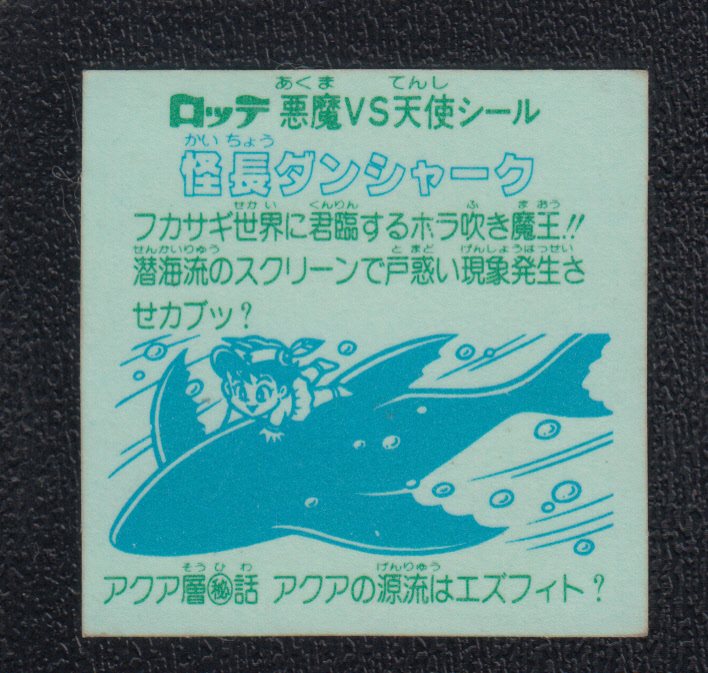 あくま てんし
ロッテ 悪魔VS天使シール
かいちょう
怪長ダンシャーク
せかい くんりん ふ まおう
フカサギ世界に君臨するホラ吹き魔王!!
せんかいりゅう とまど げんしょうはっせい
潜海流のスクリーンで戸惑い現象発生さ
せカブッ?
そうひわ げんりゅう
アクア層㊙話 アクアの源流はエズフィト?